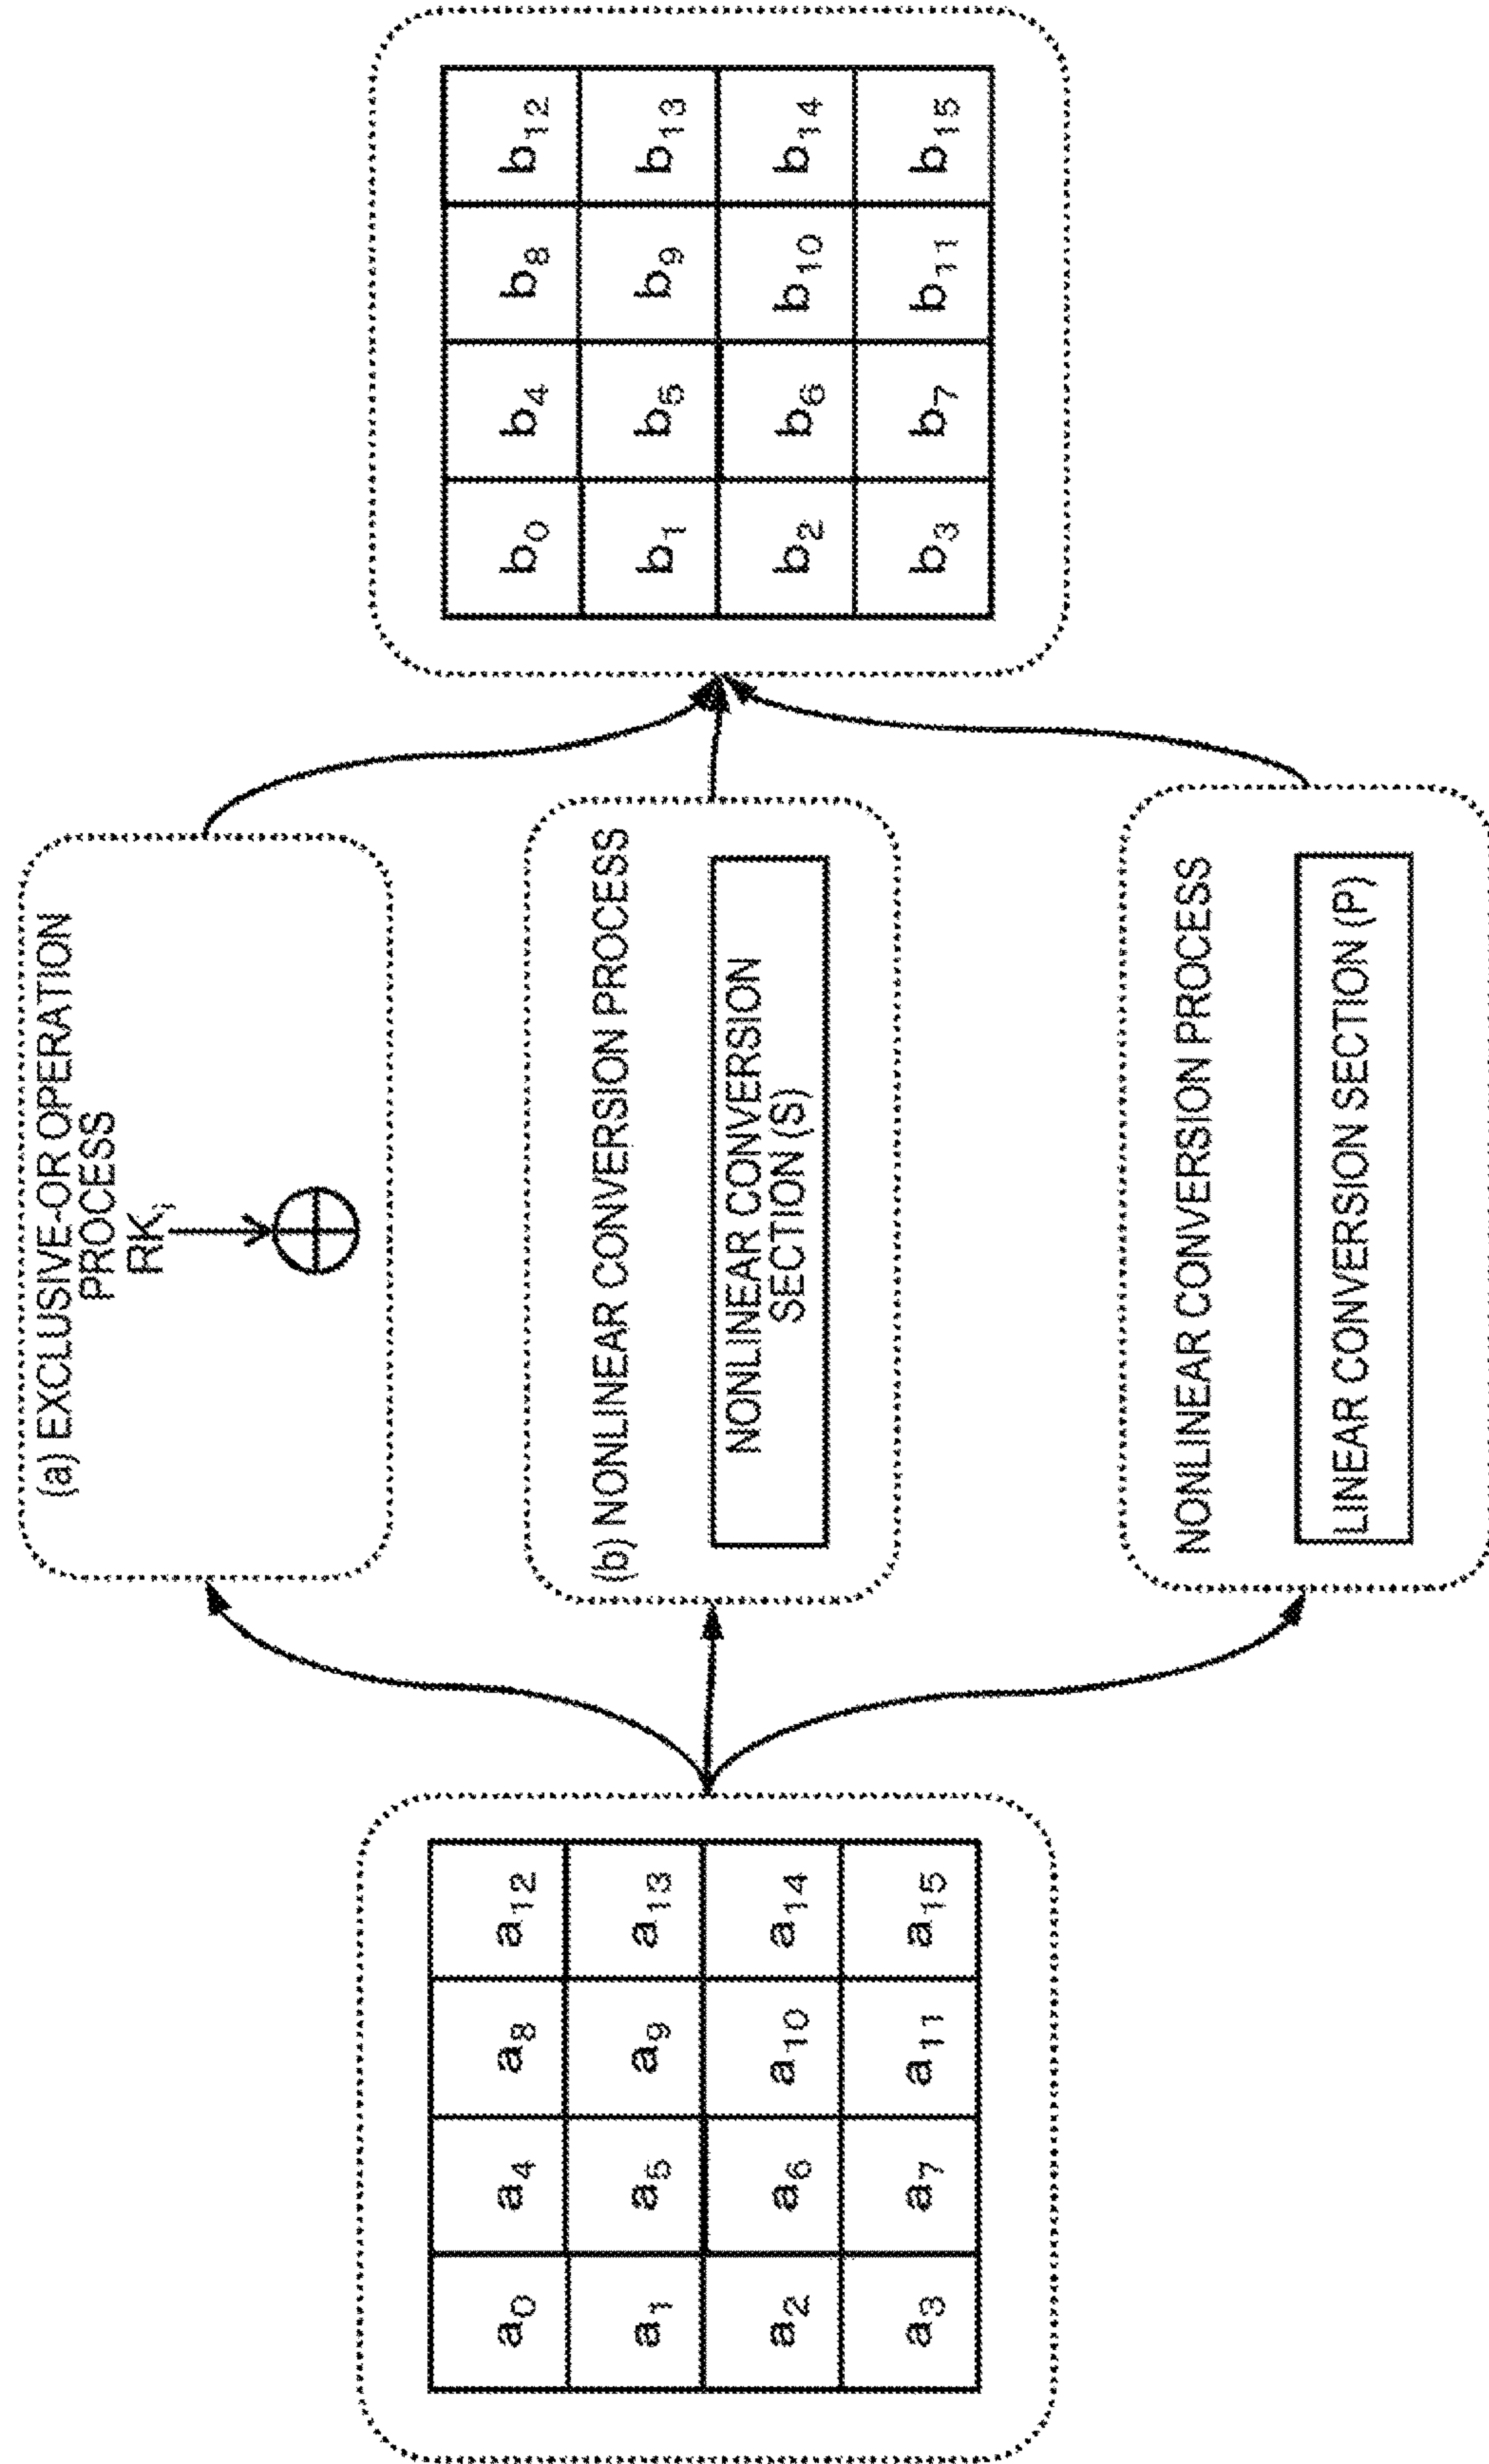 a0 a4 a8 a12
a1 a5 a9 a13
a2 a6 a10 a14
a3 a7 a11 a15
(a) EXCLUSIVE-OR OPERATION
PROCESS
RKi
(b) NONLINEAR CONVERSION PROCESS
NONLINEAR CONVERSION
SECTION (S)
NONLINEAR CONVERSION PROCESS
LINEAR CONVERSION SECTION (P)
b0 b4 b8 b12
b1 b5 b9 b13
b2 b6 b10 b14
b3 b7 b11 b15